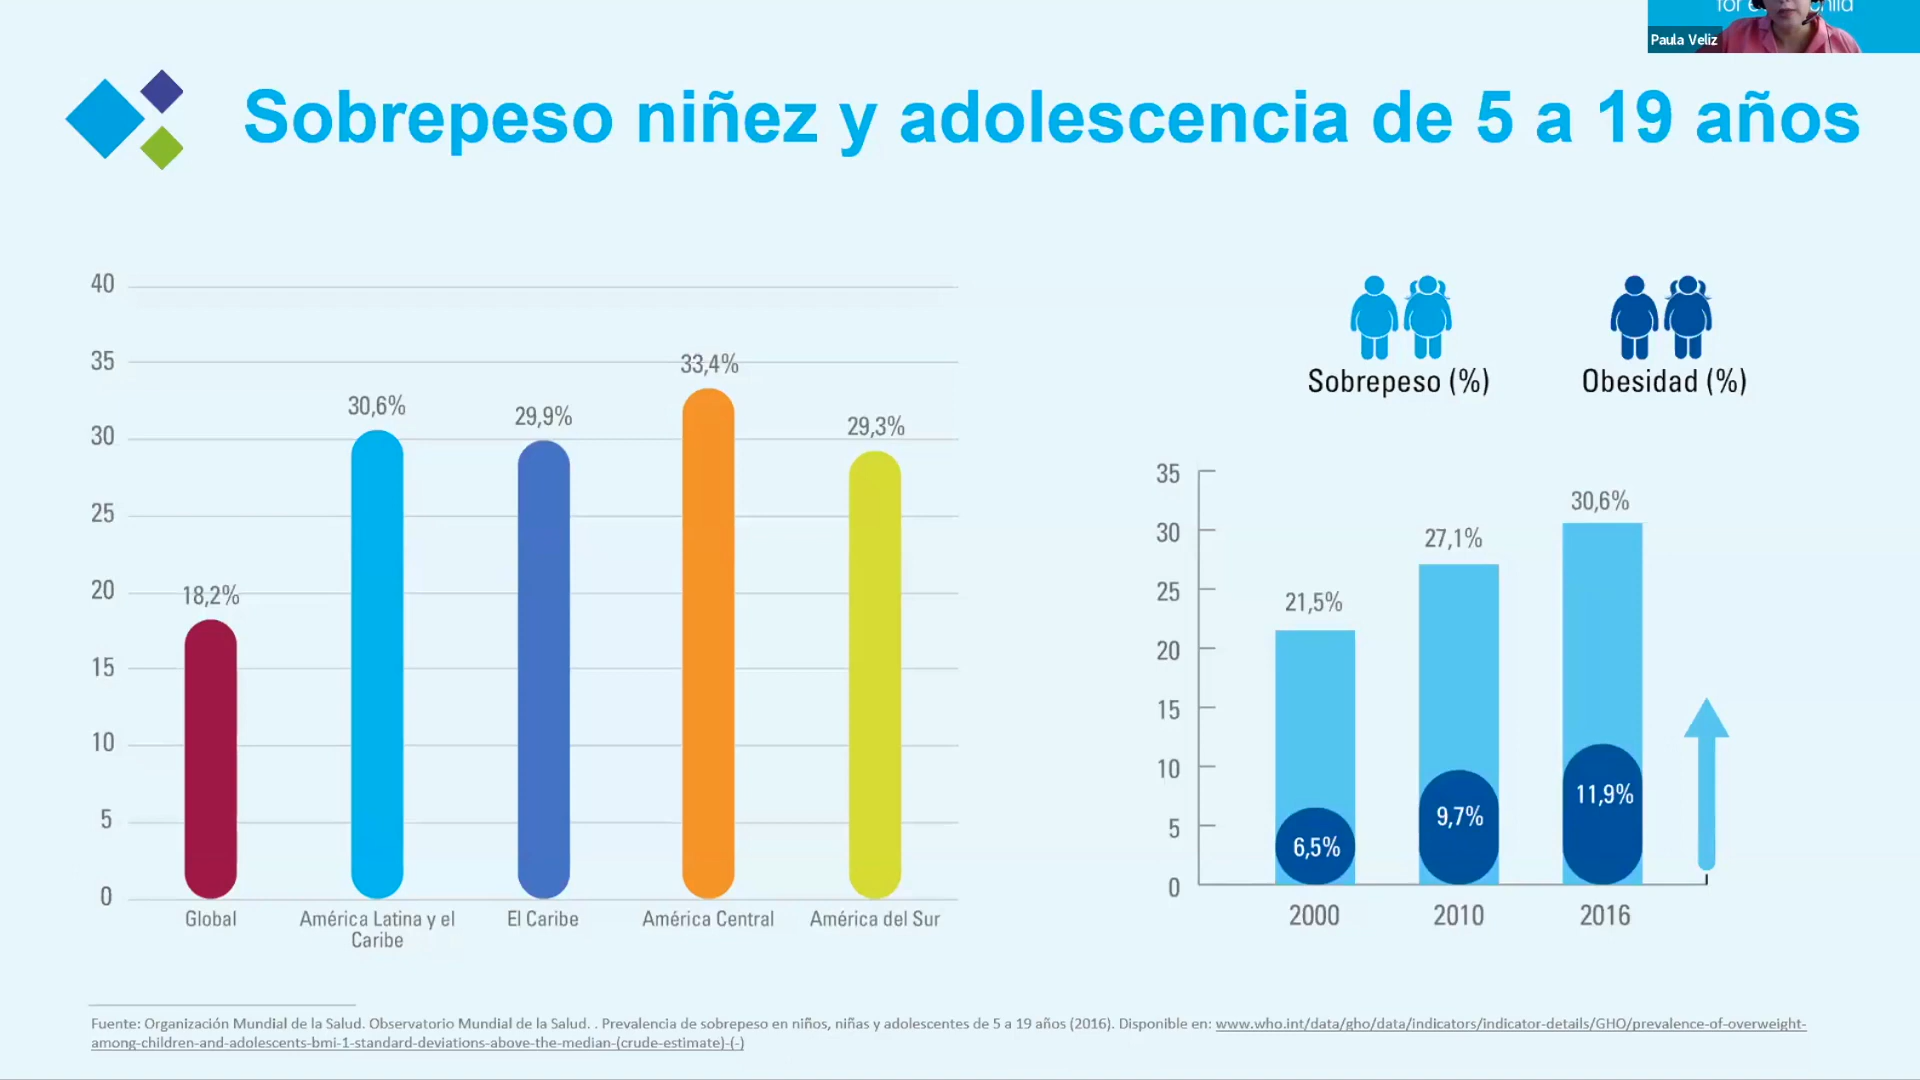 for e child
Paula Veliz
Sobrepeso niñez y adolescencia de 5 a 19 años
40
35
30
25
20
15
10
5
0
18,2%
30,6%
29,9%
33,4%
29,3%
Global
América Latina y el
Caribe
El Caribe
América Central
América del Sur
Sobrepeso (%)
Obesidad (%)
35
30
25
20
15
10
5
0
21,5%
27,1%
30,6%
6,5%
9,7%
11,9%
2000
2010
2016
Fuente: Organización Mundial de la Salud. Observatorio Mundial de la Salud. . Prevalencia de sobrepeso en niños, niñas y adolescentes de 5 a 19 años (2016). Disponible en: www.who.int/data/gho/data/indicators/indicator-details/GHO/prevalence-of-overweight-
among-children-and-adolescents-bmi-1-standard-deviations-above-the-median-(crude-estimate)-(-)